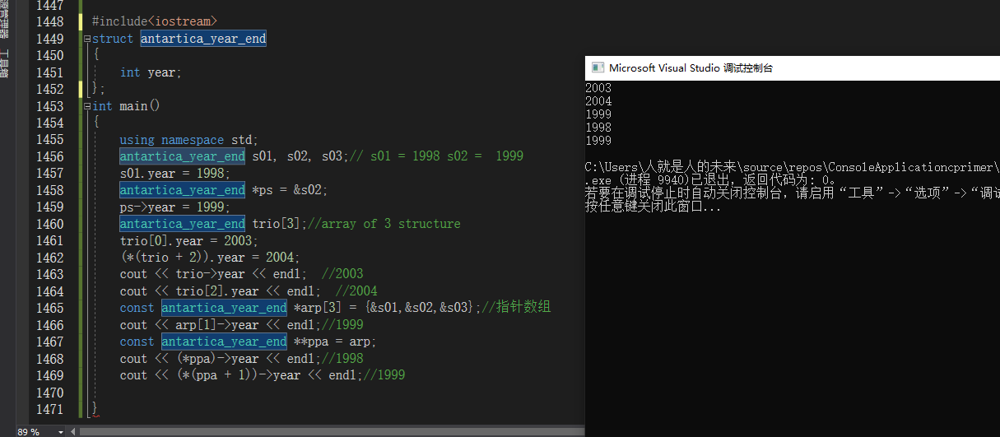 源管理器
工具箱
1447
1448 #include<iostream>
1449 struct antartica_year_end
1450 {
1451 int year;
1452 };
1453 int main()
1454 {
1455 using namespace std;
1456 antartica_year_end s01, s02, s03;// s01 = 1998 s02 =  1999
1457 s01.year = 1998;
1458 antartica_year_end *ps = &s02;
1459 ps->year = 1999;
1460 antartica_year_end trio[3];//array of 3 structure
1461 trio[0].year = 2003;
1462 (*(trio + 2)).year = 2004;
1463 cout << trio->year << endl;  //2003
1464 cout << trio[2].year << endl;  //2004
1465 const antartica_year_end *arp[3] = {&s01,&s02,&s03};//指针数组
1466 cout << arp[1]->year << endl;//1999
1467 const antartica_year_end **ppa = arp;
1468 cout << (*ppa)->year << endl;//1998
1469 cout << (*(ppa + 1))->year << endl;//1999
1470
1471 }
89 %
Microsoft Visual Studio 调试控制台
2003
2004
1999
1998
1999
C:\Users\人就是人的未来\source\repos\ConsoleApplicationcprimer\
.exe (进程 9940)已退出，返回代码为: 0。
若要在调试停止时自动关闭控制台，请启用“工具”->“选项”->“调试
按任意键关闭此窗口...